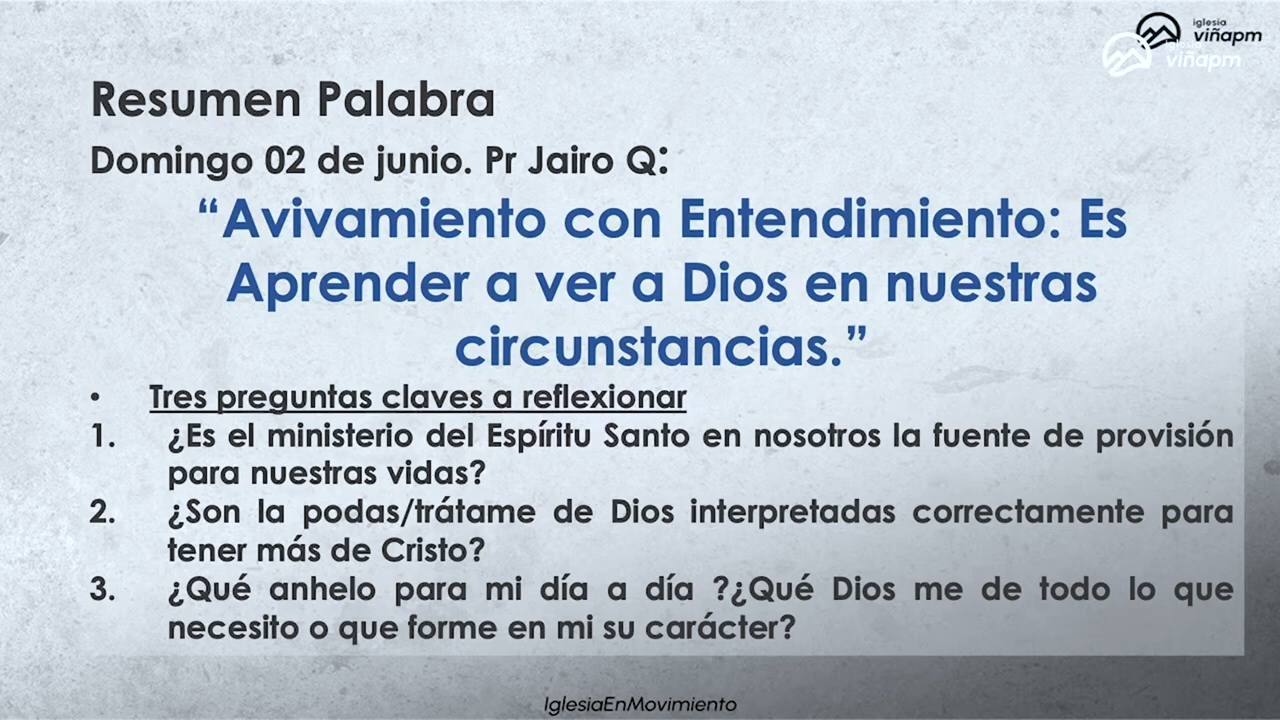 iglesia
viñapm
iglesia
viñapm
Resumen Palabra
Domingo 02 de junio. Pr Jairo Q:
“Avivamiento con Entendimiento: Es
Aprender a ver a Dios en nuestras
circunstancias.”
• Tres preguntas claves a reflexionar
1. ¿Es el ministerio del Espíritu Santo en nosotros la fuente de provisión
para nuestras vidas?
2. ¿Son la podas/trátame de Dios interpretadas correctamente para
tener más de Cristo?
3. ¿Qué anhelo para mi día a día ?¿Qué Dios me de todo lo que
necesito o que forme en mi su carácter?
IglesiaEnMovimiento